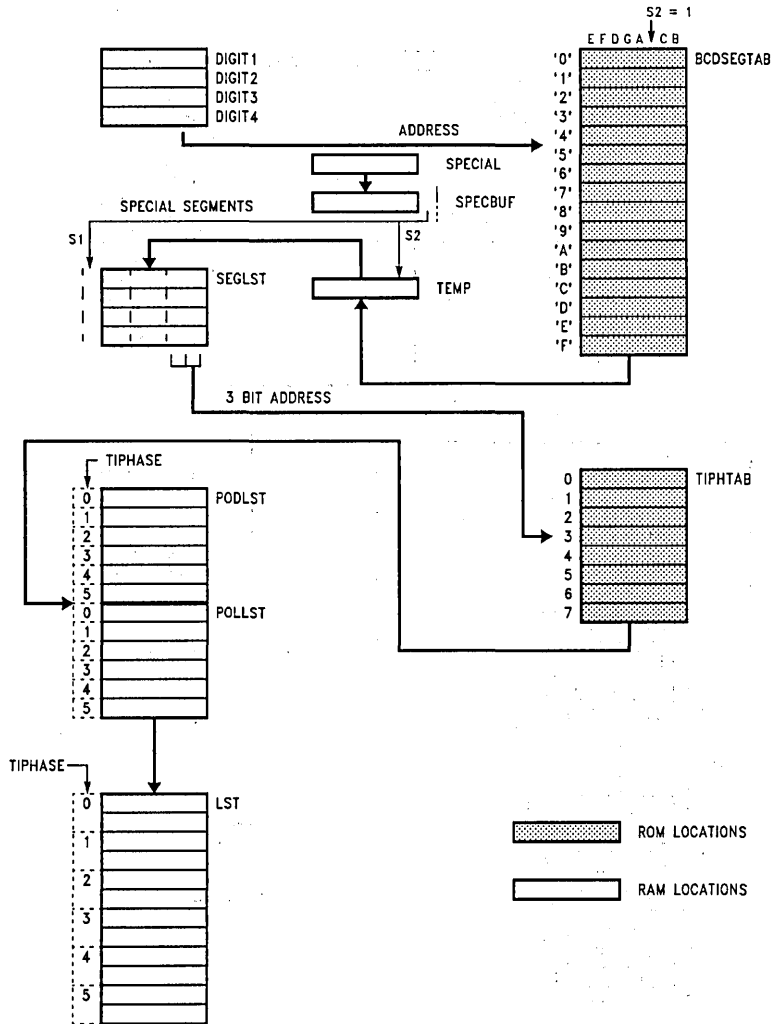 S2 = 1
E F D G A C B
DIGIT1
DIGIT2
DIGIT3
DIGIT4
'0'
'1'
'2'
'3'
'4'
'5'
'6'
'7'
'8'
'9'
'A'
'B'
'C'
'D'
'E'
'F'
BCDSEGTAB
ADDRESS
SPECIAL
SPECBUF
SPECIAL SEGMENTS
S1
S2
SEGLST
TEMP
3 BIT ADDRESS
TIPHASE
0
1
2
3
4
5
PODLST
0
1
2
3
4
5
POLLST
0
1
2
3
4
5
6
7
TIPHTAB
TIPHASE
0
1
2
3
4
5
LST
ROM LOCATIONS
RAM LOCATIONS